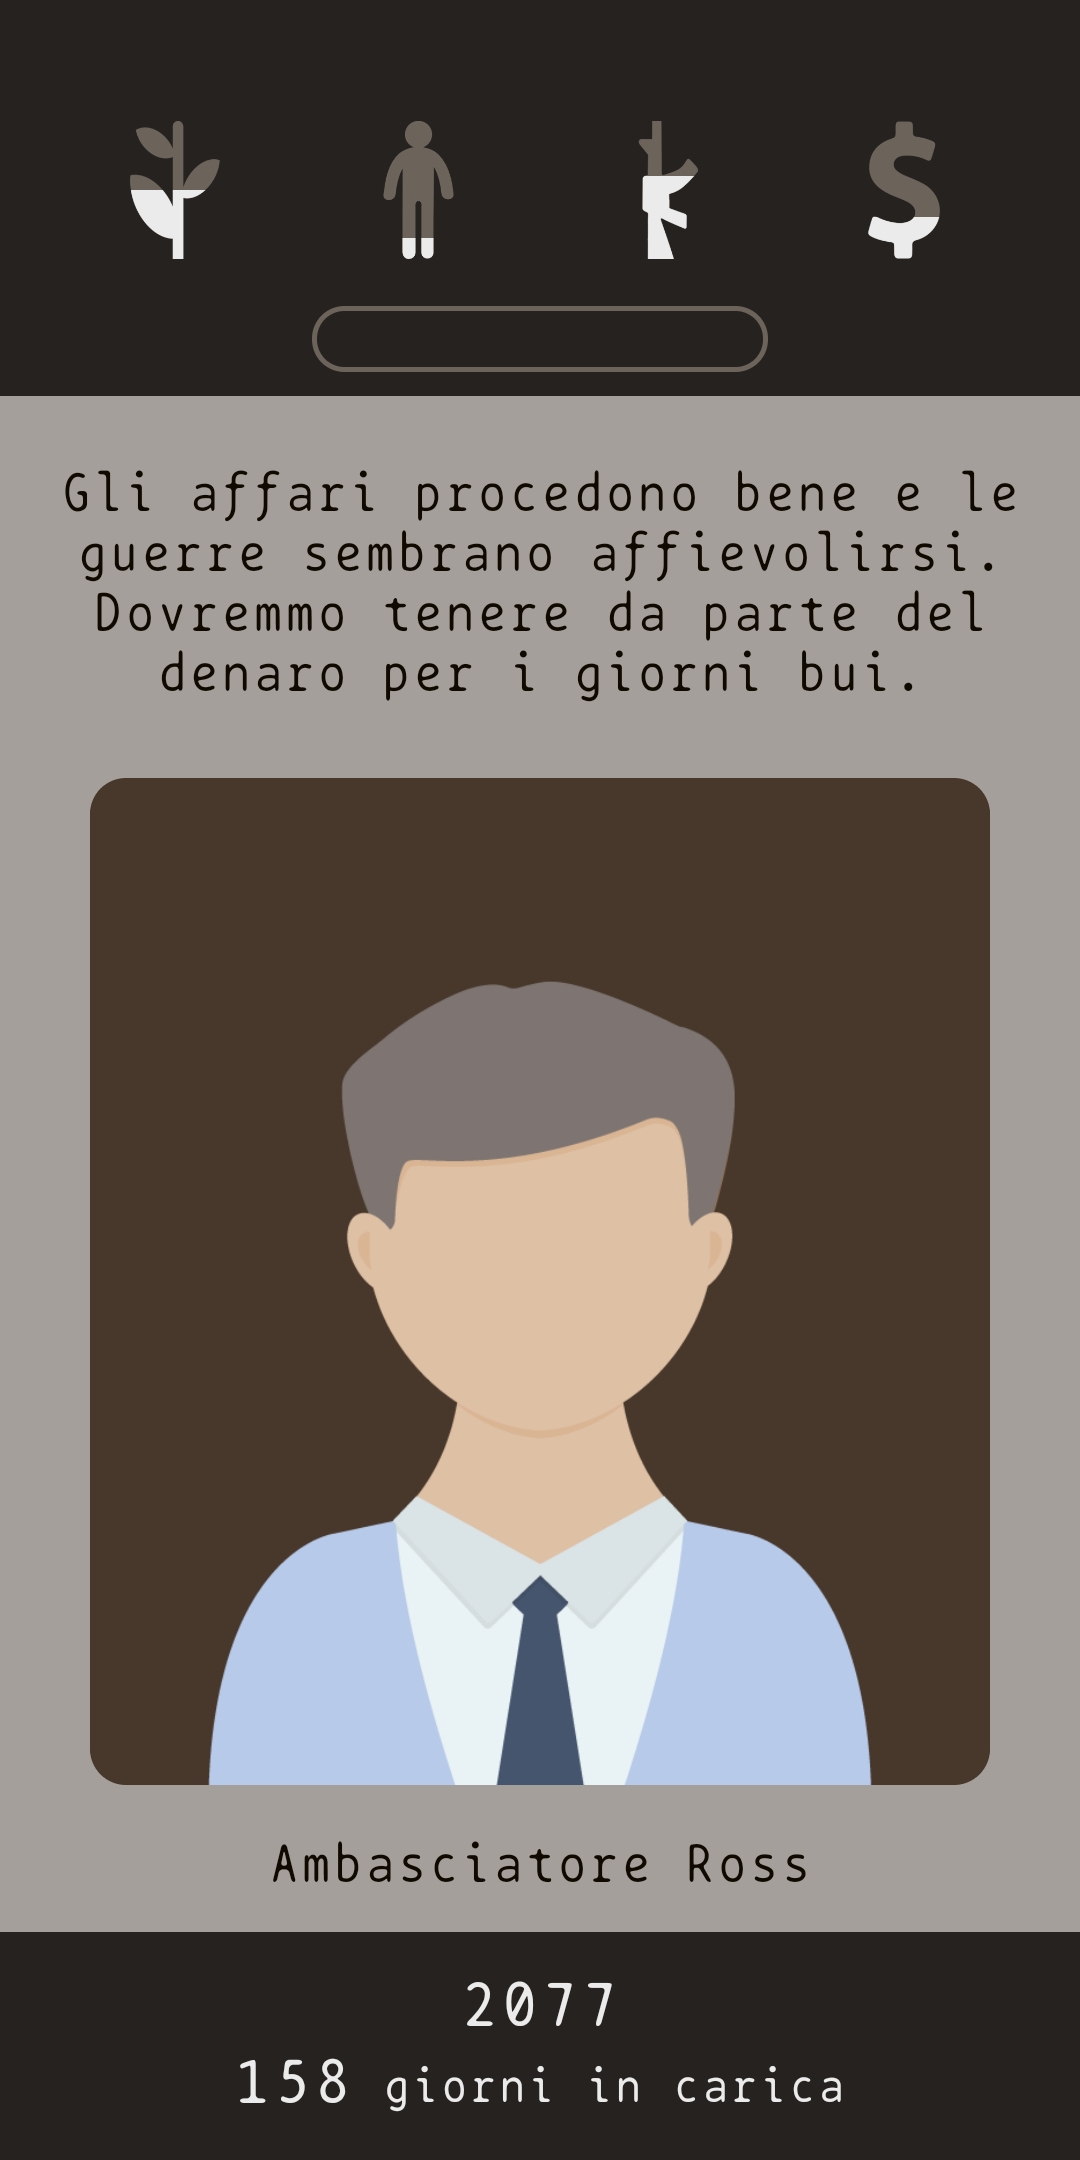 Gli affari procedono bene e le
guerre sembrano affievolirsi.
Dovremmo tenere da parte del
denaro per i giorni bui.
Ambasciatore Ross
2077
158 giorni in carica